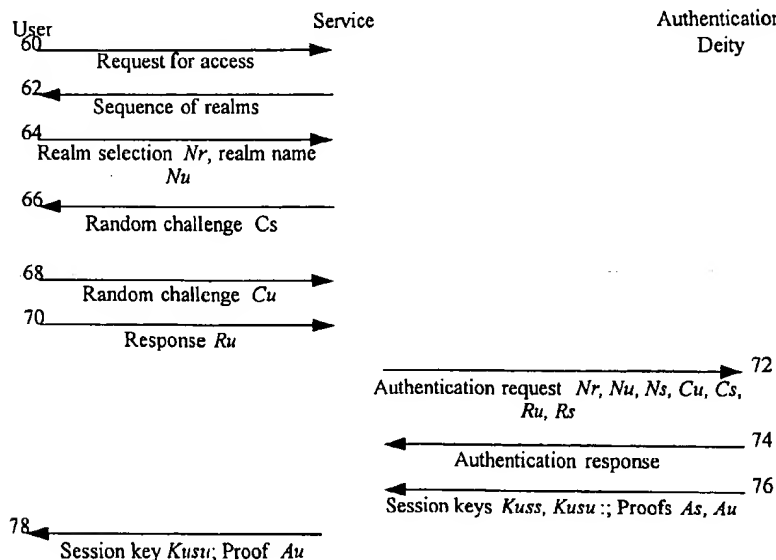 User
Service
Authentication
Deity
60
Request for access
62
Sequence of realms
64
Realm selection Nr, realm name
Nu
66
Random challenge Cs
68
Random challenge Cu
70
Response Ru
72
Authentication request Nr, Nu, Ns, Cu, Cs,
Ru, Rs
74
Authentication response
76
Session keys Kuss, Kusu :; Proofs As, Au
78
Session key Kusu; Proof Au